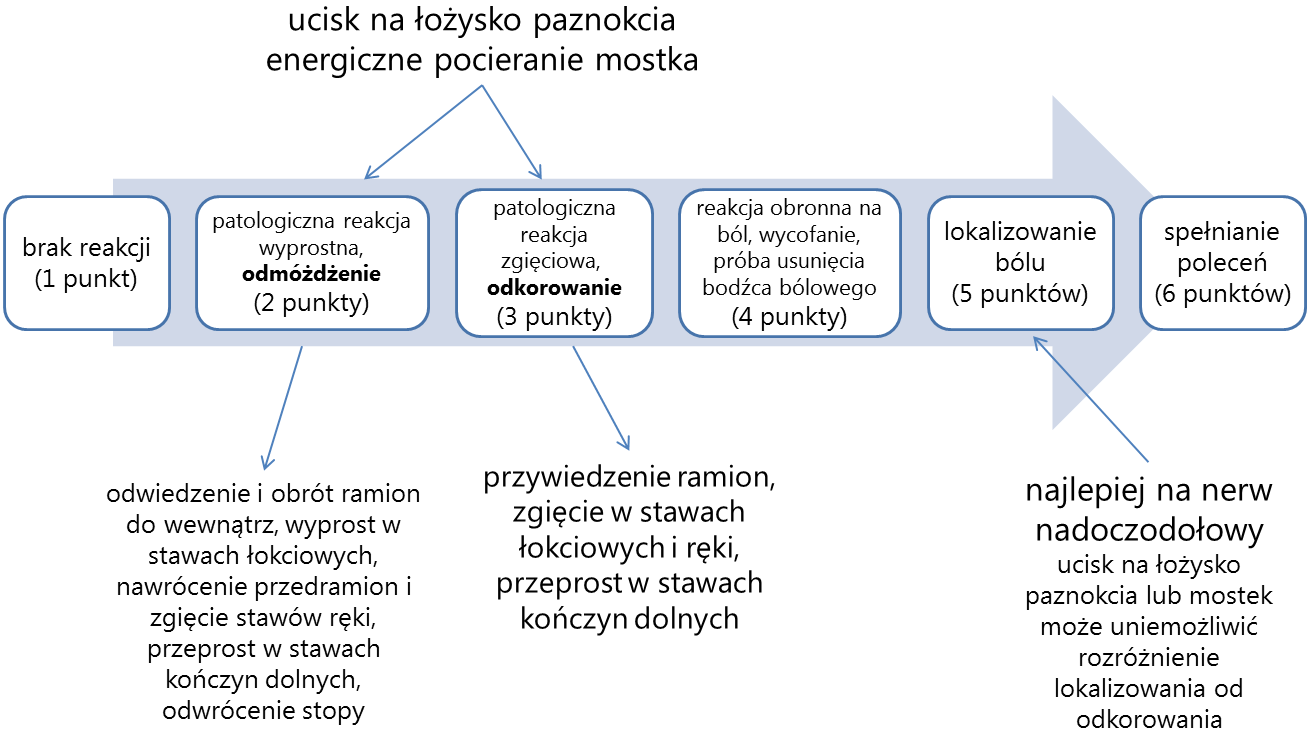 ucisk na łożysko paznokcia
energiczne pocieranie mostka
brak reakcji
(1 punkt)
patologiczna reakcja
wyprostna,
odmóżdżenie
(2 punkty)
patologiczna
reakcja
zgięciowa,
odkorowanie
(3 punkty)
reakcja obronna na
ból, wycofanie,
próba usunięcia
bodźca bólowego
(4 punkty)
lokalizowanie
bólu
(5 punktów)
spełnianie
poleceń
(6 punktów)
odwiedzenie i obrót ramion
do wewnątrz, wyprost w
stawach łokciowych,
nawrócenie przedramion i
zgięcie stawów ręki,
przeprost w stawach
kończyn dolnych,
odwrócenie stopy
przywiedzenie ramion,
zgięcie w stawach
łokciowych i ręki,
przeprost w stawach
kończyn dolnych
najlepiej na nerw
nadoczodołowy
ucisk na łożysko
paznokcia lub mostek
może uniemożliwić
rozróżnienie
lokalizowania od
odkorowania